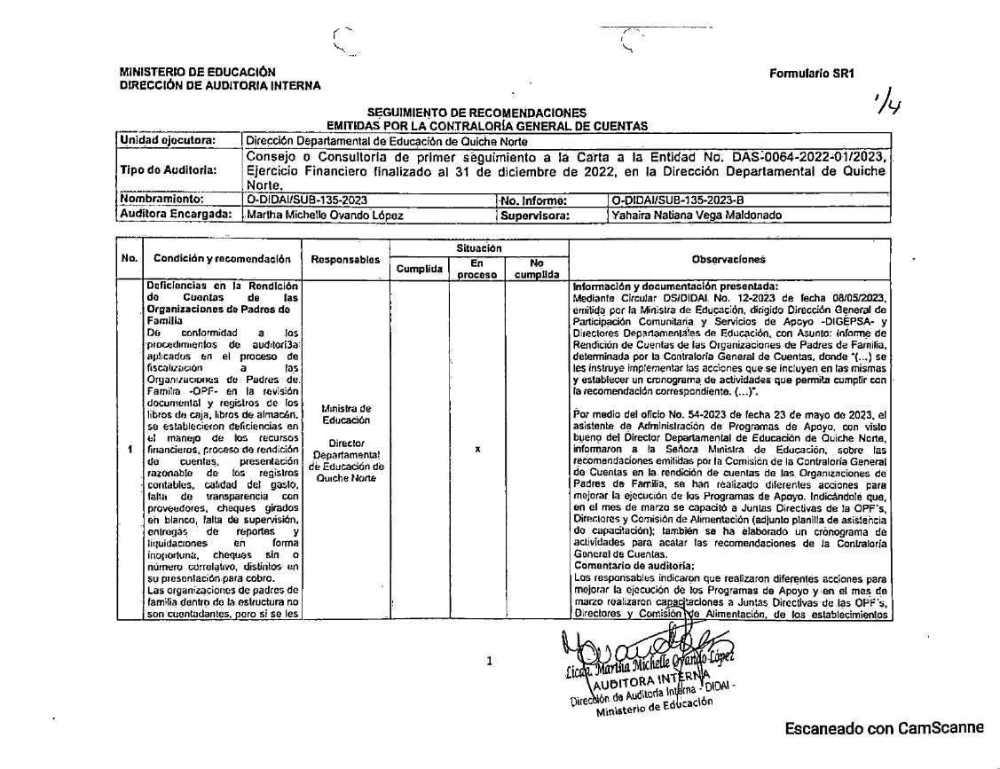 MINISTERIO DE EDUCACIÓN
DIRECCIÓN DE AUDITORIA INTERNA
Formulario SR1
1/4
SEGUIMIENTO DE RECOMENDACIONES
EMITIDAS POR LA CONTRALORÍA GENERAL DE CUENTAS
Unidad ejecutora: Dirección Departamental de Educación de Quiche Norte
Tipo de Auditoria: Consejo o Consultoria de primer seguimiento a la Carta a la Entidad No. DAS-0064-2022-01/2023,
Ejercicio Financiero finalizado al 31 de diciembre de 2022, en la Dirección Departamental de Quiche
Norte.
Nombramiento: O-DIDAI/SUB-135-2023 No. Informe: O-DIDAI/SUB-135-2023-B
Auditora Encargada: Martha Michelle Ovando López Supervisora: Yahaira Natiana Vega Maldonado
No. Condición y recomendación Responsables Situación Observaciones
Cumplida En proceso No cumplida
1
Deficiencias en la Rendición
de Cuentas de las
Organizaciones de Padres de
Familia
De conformidad a los
procedimientos de auditorí3a
aplicados en el proceso de
fiscalización a las
Organizaciones de Padres de
Familia -OPF- en la revisión
documental y registros de los
libros de caja, libros de almacén,
se establecieron deficiencias en
el manejo de los recursos
financieros, proceso de rendición
de cuentas, presentación
razonable de los registros
contables, calidad del gasto,
falta de transparencia con
proveedores, cheques girados
en blanco, falta de supervisión,
entregas de reportes y
liquidaciones en forma
inoportuna, cheques sin o
número correlativo, distintos en
su presentación para cobro.
Las organizaciones de padres de
familia dentro de la estructura no
son cuentadantes, pero si se les
Ministra de
Educación
Director
Departamental
de Educación de
Quiche Norte
x
Información y documentación presentada:
Mediante Circular DS/DIDAI No. 12-2023 de fecha 08/05/2023,
emitida por la Ministra de Educación, dirigido Dirección General de
Participación Comunitaria y Servicios de Apoyo -DIGEPSA- y
Directores Departamentales de Educación, con Asunto: Informe de
Rendición de Cuentas de las Organizaciones de Padres de Familia,
determinada por la Contraloría General de Cuentas, donde "(...) se
les instruye implementar las acciones que se incluyen en las mismas
y establecer un cronograma de actividades que permita cumplir con
la recomendación correspondiente. (...)".
Por medio del oficio No. 54-2023 de fecha 23 de mayo de 2023, el
asistente de Administración de Programas de Apoyo, con visto
bueno del Director Departamental de Educación de Quiche Norte,
informaron a la Señora Ministra de Educación, sobre las
recomendaciones emitidas por la Comisión de la Contraloría General
de Cuentas en la rendición de cuentas de las Organizaciones de
Padres de Familia, se han realizado diferentes acciones para
mejorar la ejecución de los Programas de Apoyo. Indicándole que,
en el mes de marzo se capacitó a Juntas Directivas de la OPF's,
Directores y Comisión de Alimentación (adjunto planilla de asistencia
de capacitación); también se ha elaborado un cronograma de
actividades para acatar las recomendaciones de la Contraloría
General de Cuentas.
Comentario de auditoria:
Los responsables indicaron que realizaron diferentes acciones para
mejorar la ejecución de los Programas de Apoyo y en el mes de
marzo realizaron capacitaciones a Juntas Directivas de las OPF's,
Directores y Comisión de Alimentación, de los establecimientos
1
Licda. Martha Michelle Ovando López
AUDITORA INTERNA
Dirección de Auditoría Interna - DIDAI -
Ministerio de Educación
Escaneado con CamScanne